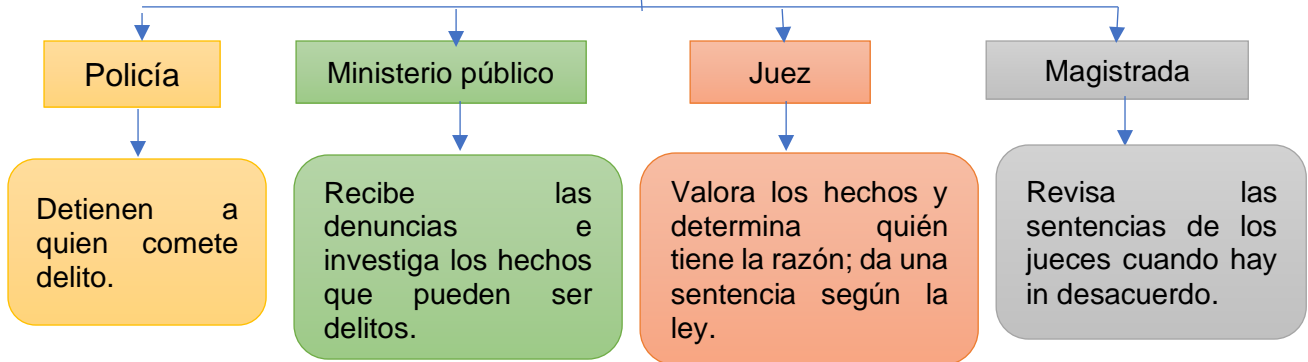 Policía
Ministerio público
Juez
Magistrada
Detienen a
quien comete
delito.
Recibe las
denuncias e
investiga los hechos
que pueden ser
delitos.
Valora los hechos y
determina quién
tiene la razón; da una
sentencia según la
ley.
Revisa las
sentencias de los
jueces cuando hay
in desacuerdo.